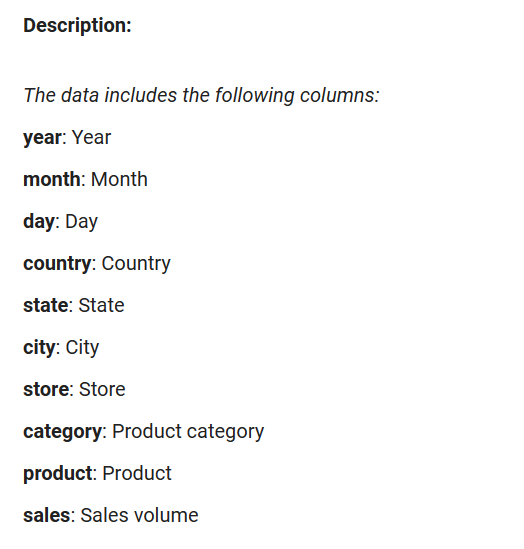 Description:
The data includes the following columns:
year: Year
month: Month
day: Day
country: Country
state: State
city: City
store: Store
category: Product category
product: Product
sales: Sales volume